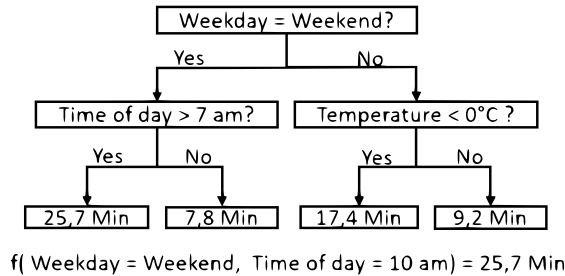 Weekday = Weekend?
Yes No
Time of day > 7 am? Temperature < 0°C ?
Yes No Yes No
25,7 Min 7,8 Min 17,4 Min 9,2 Min
f( Weekday = Weekend, Time of day = 10 am) = 25,7 Min